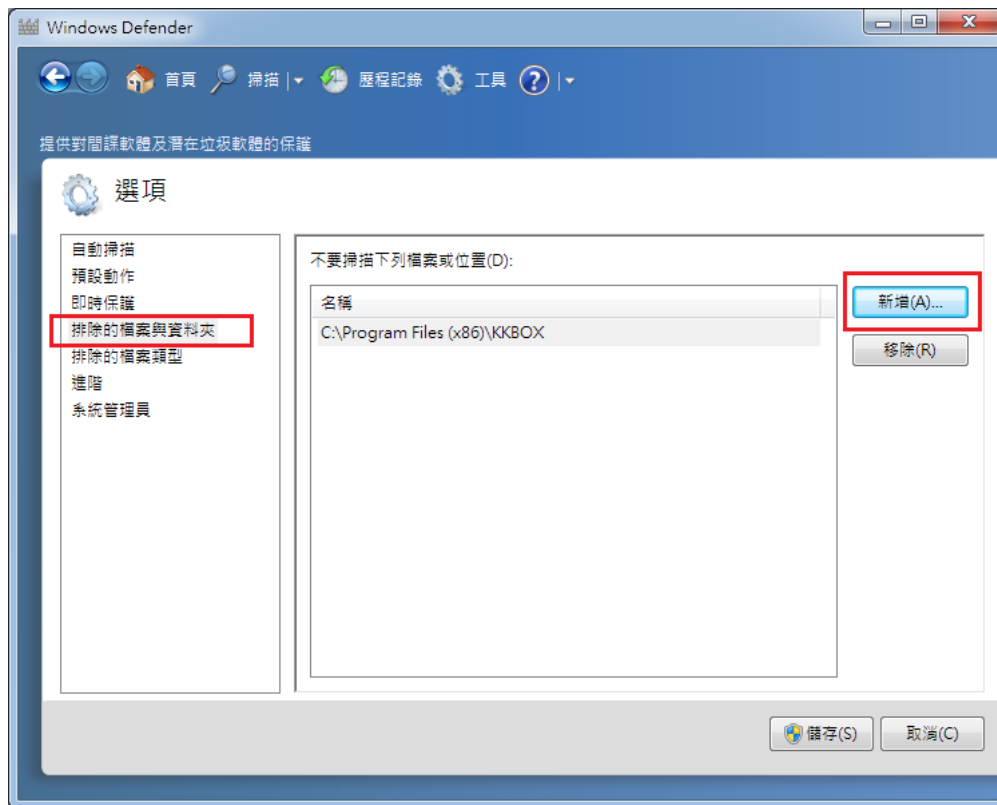 Windows Defender
首頁 掃描 歷程記錄 工具 ?
提供對間諜軟體及潛在垃圾軟體的保護
選項
自動掃描
預設動作
即時保護
排除的檔案與資料夾
排除的檔案類型
進階
系統管理員
不要掃描下列檔案或位置(D):
名稱
C:\Program Files (x86)\KKBOX
新增(A)...
移除(R)
儲存(S)
取消(C)